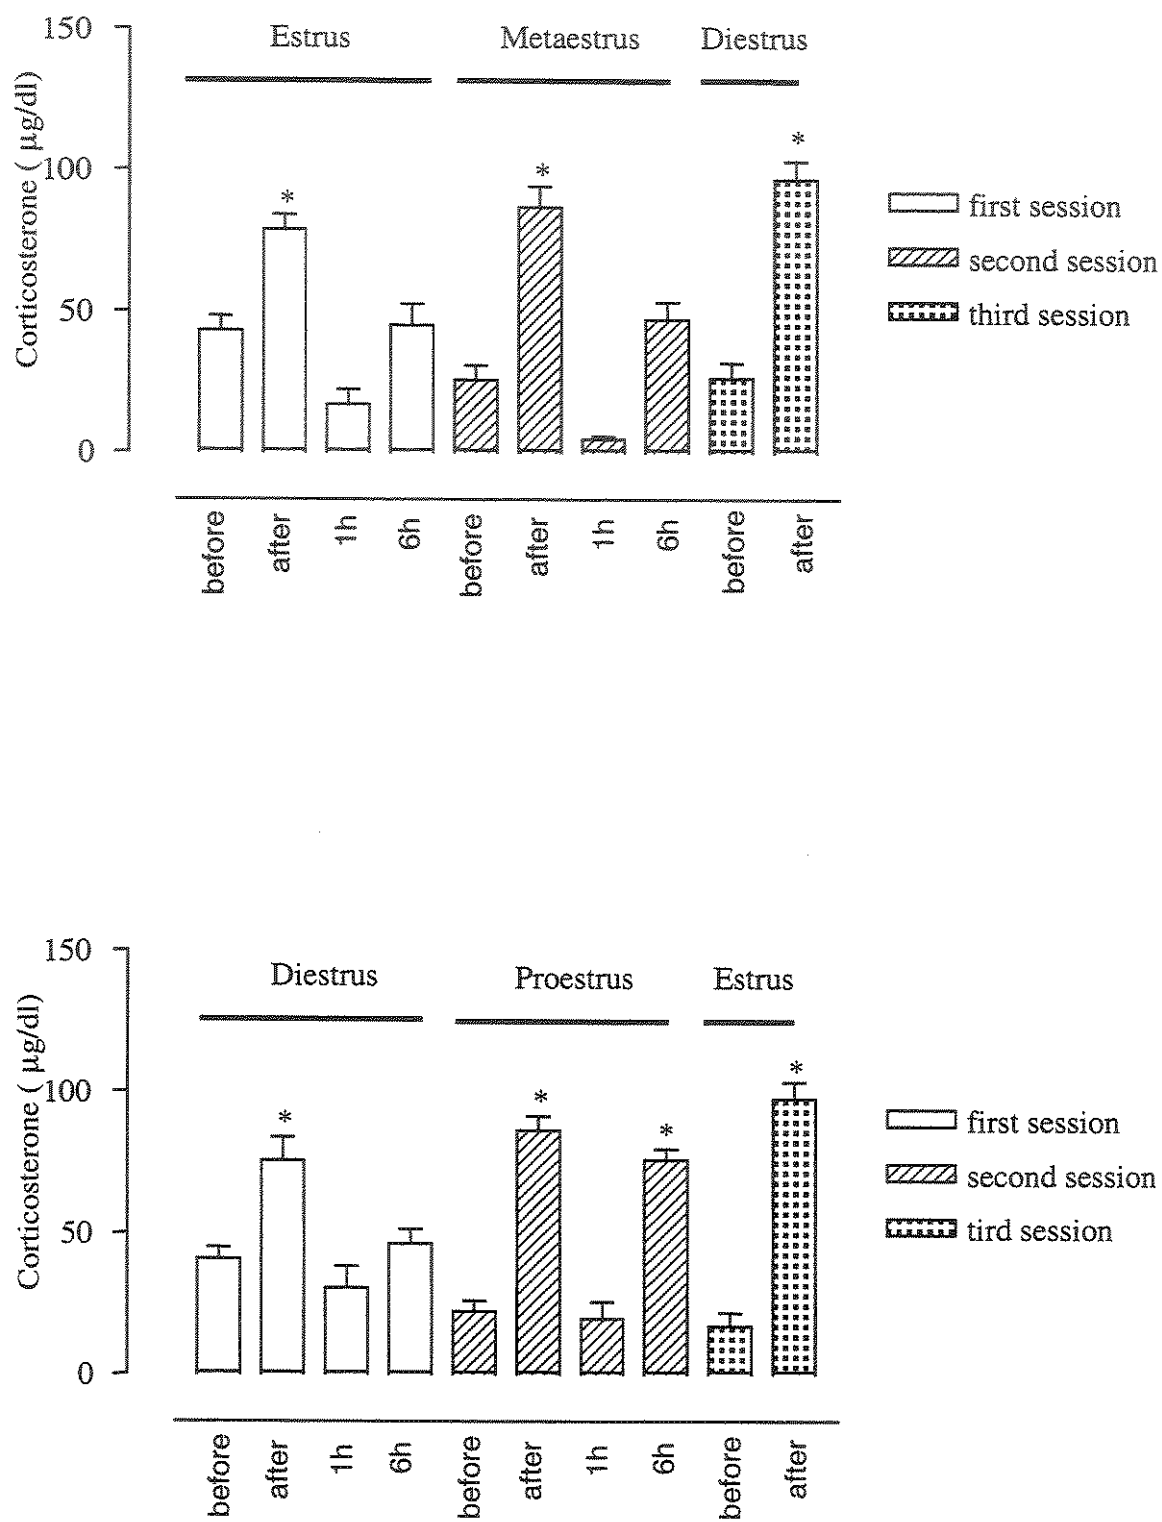 150
Estrus
Metaestrus
Diestrus
Corticosterone ( µg/dl)
100
50
0
*
*
*
first session
second session
third session
before
after
1h
6h
before
after
1h
6h
before
after
150
Diestrus
Proestrus
Estrus
Corticosterone ( µg/dl)
100
50
0
*
*
*
*
first session
second session
tird session
before
after
1h
6h
before
after
1h
6h
before
after